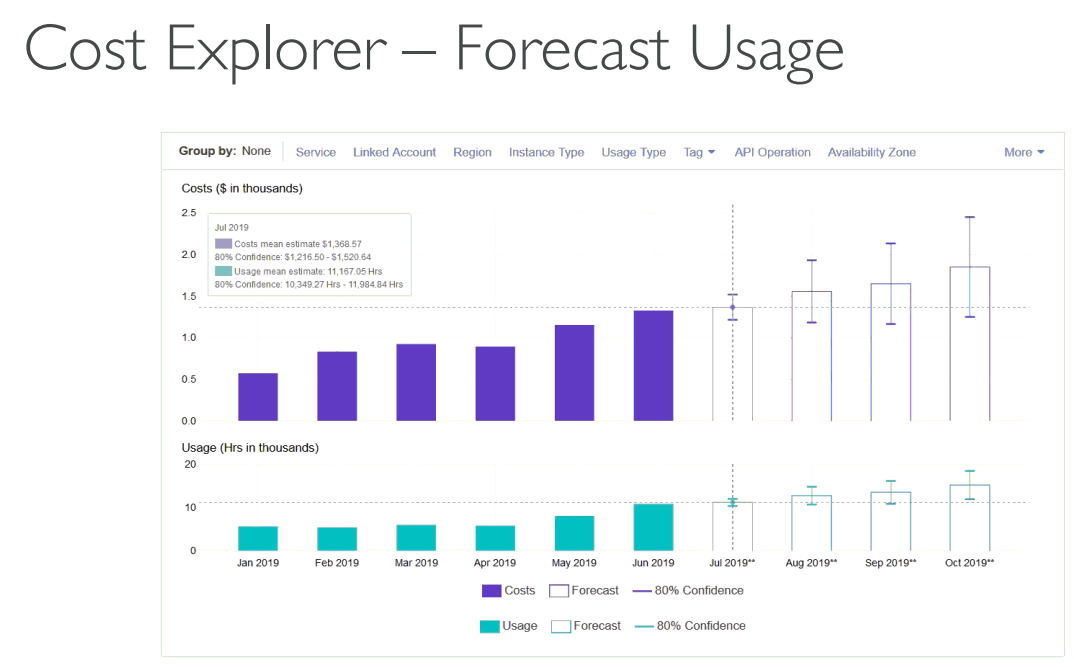 Cost Explorer – Forecast Usage
Group by: None Service Linked Account Region Instance Type Usage Type Tag API Operation Availability Zone More
Costs ($ in thousands)
2.5
Jul 2019
Costs mean estimate $1,368.57
2.0
80% Confidence: $1,216.50 - $1,520.64
Usage mean estimate: 11,167.05 Hrs
80% Confidence: 10,349.27 Hrs - 11,984.84 Hrs
1.5
1.0
0.5
0.0
Usage (Hrs in thousands)
20
10
0
Jan 2019 Feb 2019 Mar 2019 Apr 2019 May 2019 Jun 2019 Jul 2019** Aug 2019** Sep 2019** Oct 2019**
Costs Forecast 80% Confidence
Usage Forecast 80% Confidence